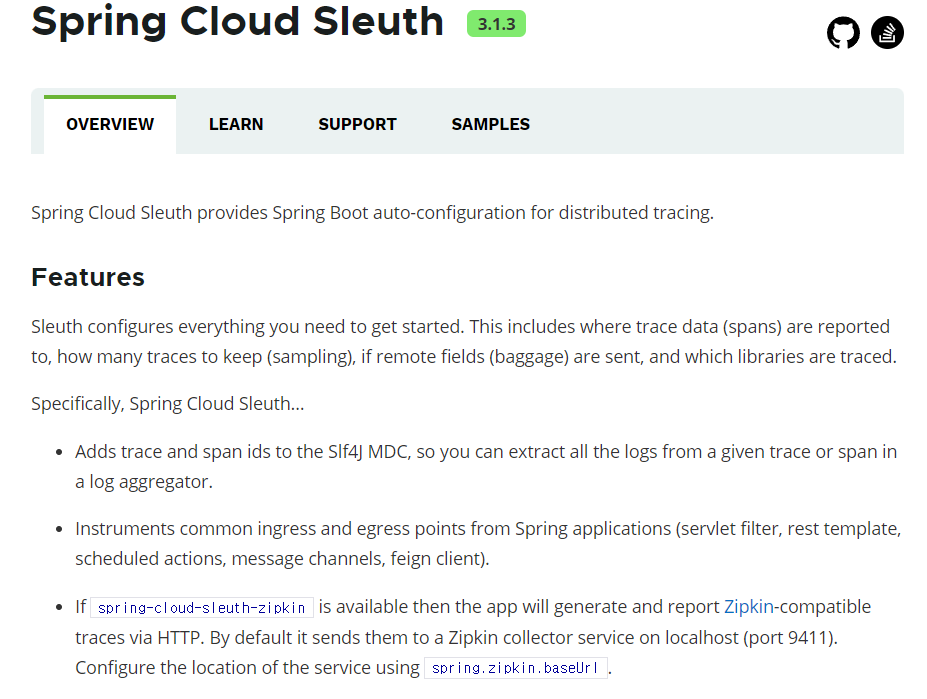 Spring Cloud Sleuth 3.1.3
OVERVIEW LEARN SUPPORT SAMPLES
Spring Cloud Sleuth provides Spring Boot auto-configuration for distributed tracing.
Features
Sleuth configures everything you need to get started. This includes where trace data (spans) are reported
to, how many traces to keep (sampling), if remote fields (baggage) are sent, and which libraries are traced.
Specifically, Spring Cloud Sleuth...
• Adds trace and span ids to the Slf4J MDC, so you can extract all the logs from a given trace or span in
a log aggregator.
• Instruments common ingress and egress points from Spring applications (servlet filter, rest template,
scheduled actions, message channels, feign client).
• If spring-cloud-sleuth-zipkin is available then the app will generate and report Zipkin-compatible
traces via HTTP. By default it sends them to a Zipkin collector service on localhost (port 9411).
Configure the location of the service using spring.zipkin.baseUrl.